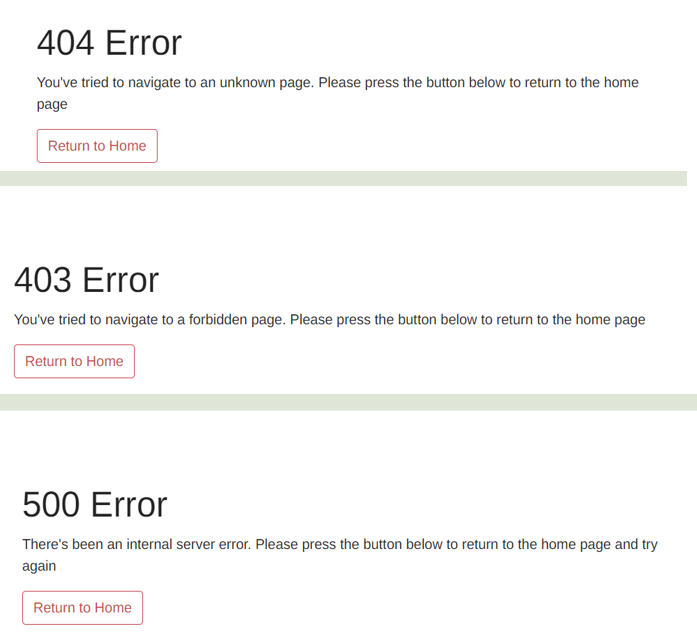 404 Error
You've tried to navigate to an unknown page. Please press the button below to return to the home
page
Return to Home
403 Error
You've tried to navigate to a forbidden page. Please press the button below to return to the home page
Return to Home
500 Error
There's been an internal server error. Please press the button below to return to the home page and try
again
Return to Home